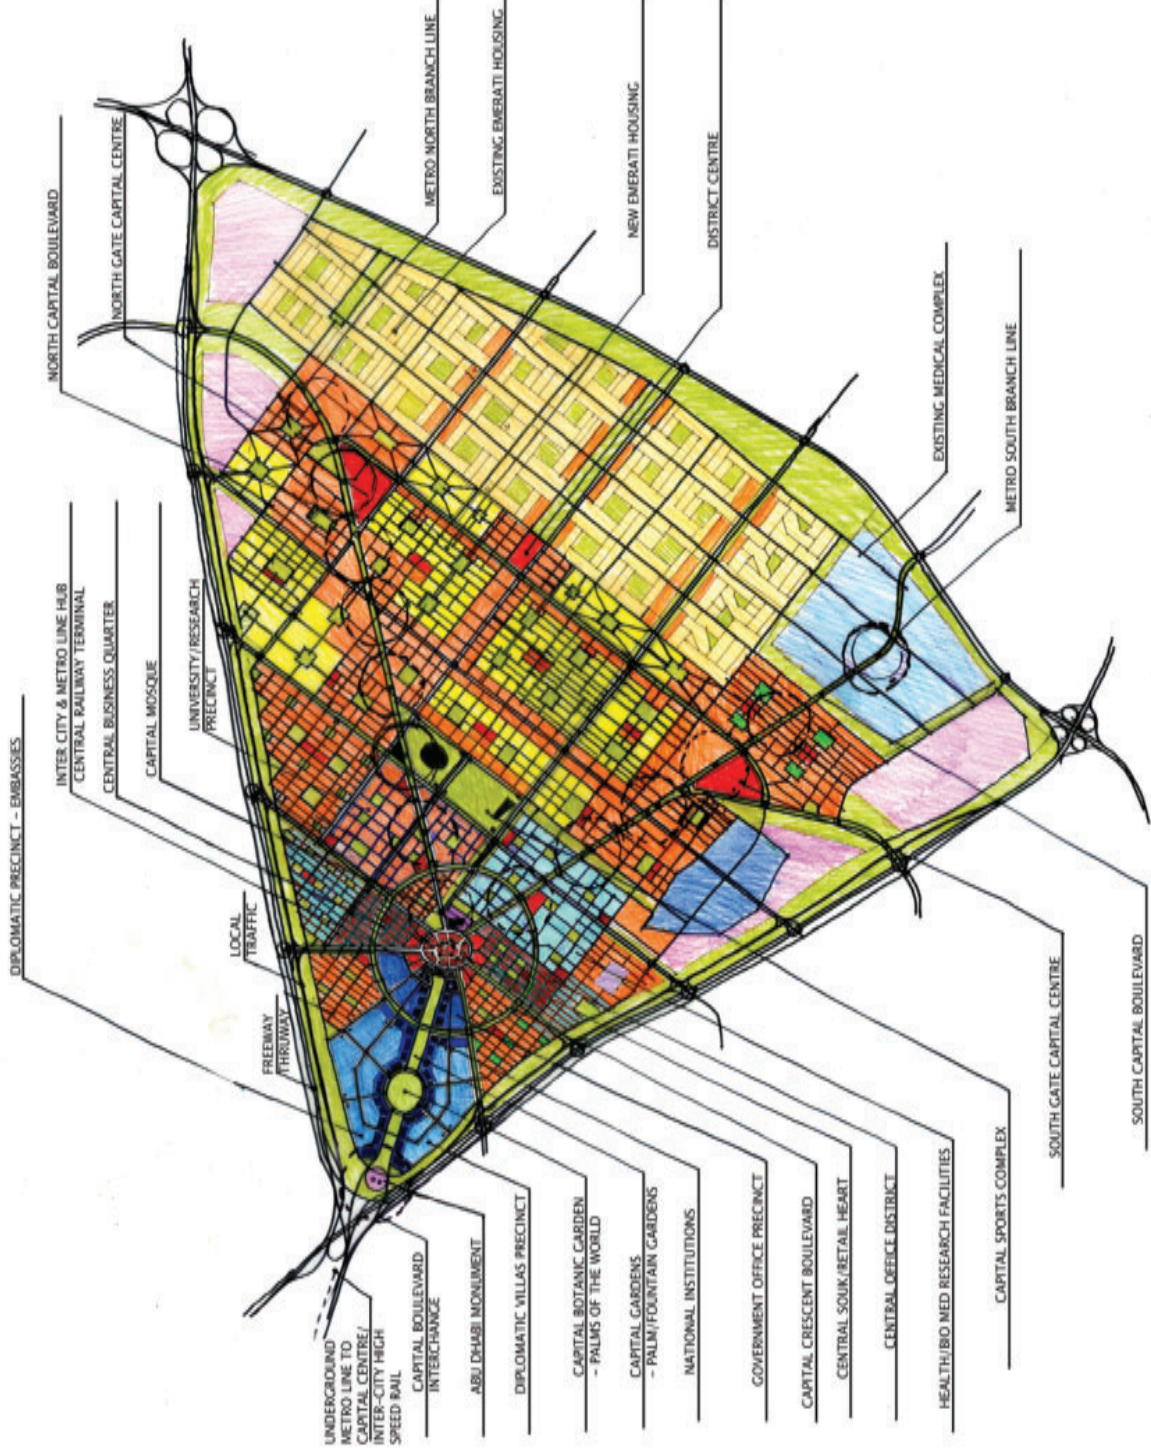 DIPLOMATIC PRECINCT - EMBASSES
INTER CITY & METRO LINE HUB
CENTRAL RAILWAY TERMINAL
CENTRAL BUSINESS QUARTER
CAPITAL MOSQUE
UNIVERSITY/RESEARCH
PRECINCT
LOCAL
TRAFFIC
FREEWAY
THRUWAY
NORTH CAPITAL BOULEVARD
NORTH GATE CAPITAL CENTRE
METRO NORTH BRANCH LINE
EXISTING EMERATI HOUSING
NEW EMERATI HOUSING
DISTRICT CENTRE
EXISTING MEDICAL COMPLEX
METRO SOUTH BRANCH LINE
UNDERGROUND
METRO LINE TO
CAPITAL CENTRE/
INTER-CITY HIGH
SPEED RAIL
CAPITAL BOULEVARD
INTERCHANGE
ABU DHABI MONUMENT
DIPLOMATIC VILLAS PRECINCT
CAPITAL BOTANIC GARDEN
- PALMS OF THE WORLD
CAPITAL GARDENS
- PALM/FOUNTAIN GARDENS
NATIONAL INSTITUTIONS
GOVERNMENT OFFICE PRECINCT
CAPITAL CRESCENT BOULEVARD
CENTRAL SOUK/RETAIL HEART
CENTRAL OFFICE DISTRICT
HEALTH/BIO MED RESEARCH FACILITIES
CAPITAL SPORTS COMPLEX
SOUTH GATE CAPITAL CENTRE
SOUTH CAPITAL BOULEVARD